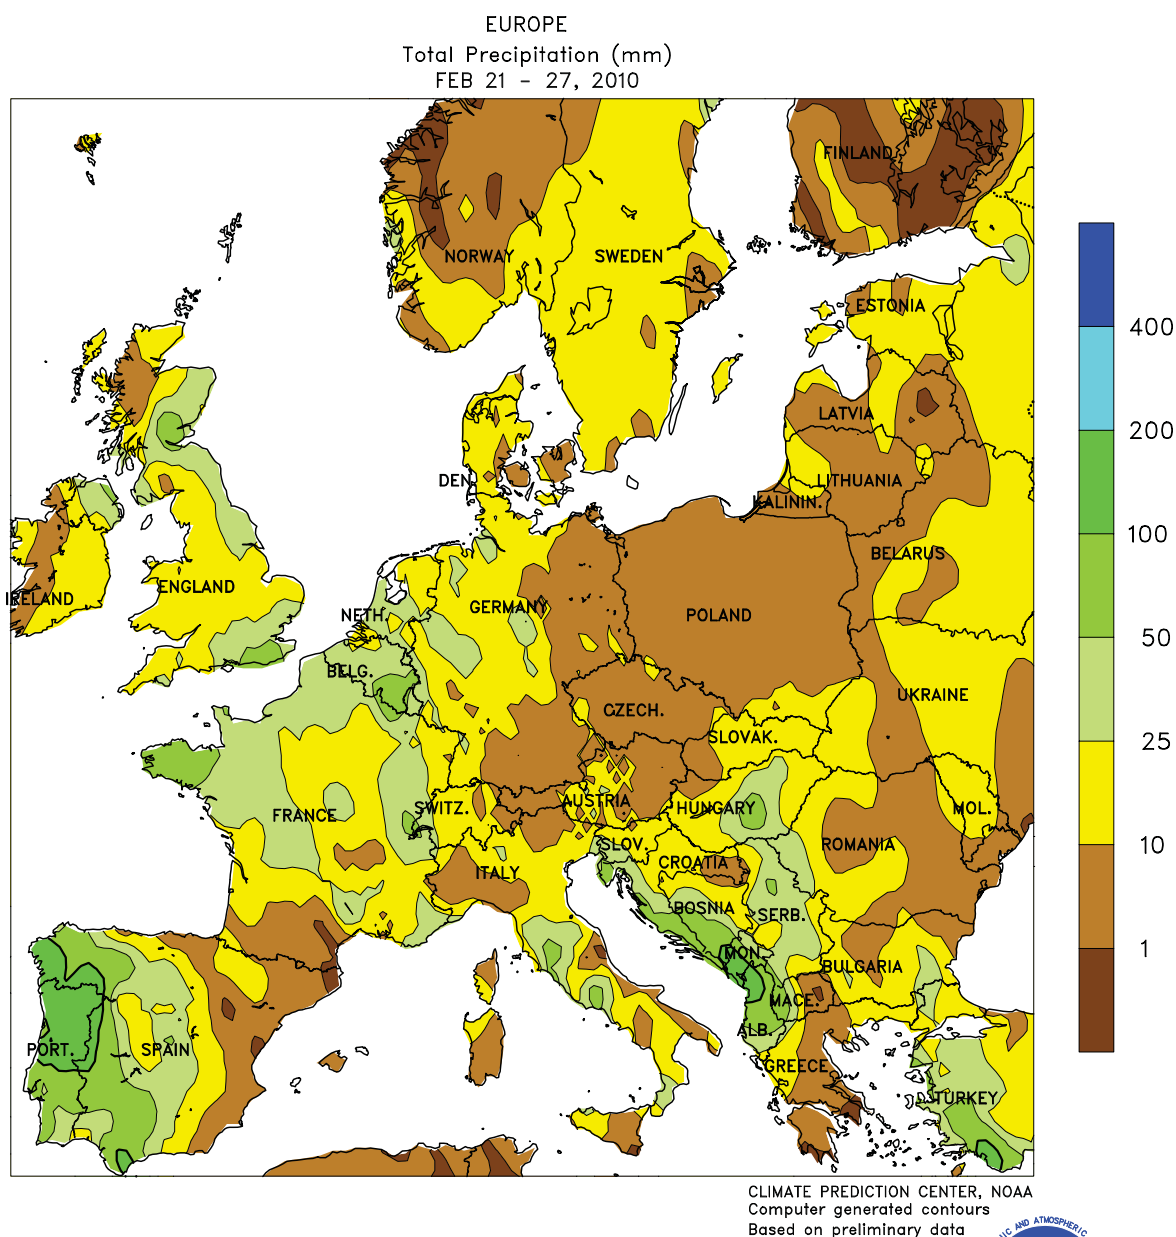 EUROPE
Total Precipitation (mm)
FEB 21 - 27, 2010
FINLAND
NORWAY
SWEDEN
ESTONIA
LATVIA
LITHUANIA
DEN.
KALININ.
BELARUS
IRELAND
ENGLAND
NETH.
GERMANY
POLAND
BELG.
UKRAINE
CZECH.
SLOVAK.
FRANCE
SWITZ.
AUSTRIA
HUNGARY
MOL.
SLOV.
ROMANIA
ITALY
CROATIA
BOSNIA
SERB.
MON.
BULGARIA
MACE.
PORT.
SPAIN
ALB.
GREECE
TURKEY
400
200
100
50
25
10
1
CLIMATE PREDICTION CENTER, NOAA
Computer generated contours
Based on preliminary data
AND ATMOSPHERIC